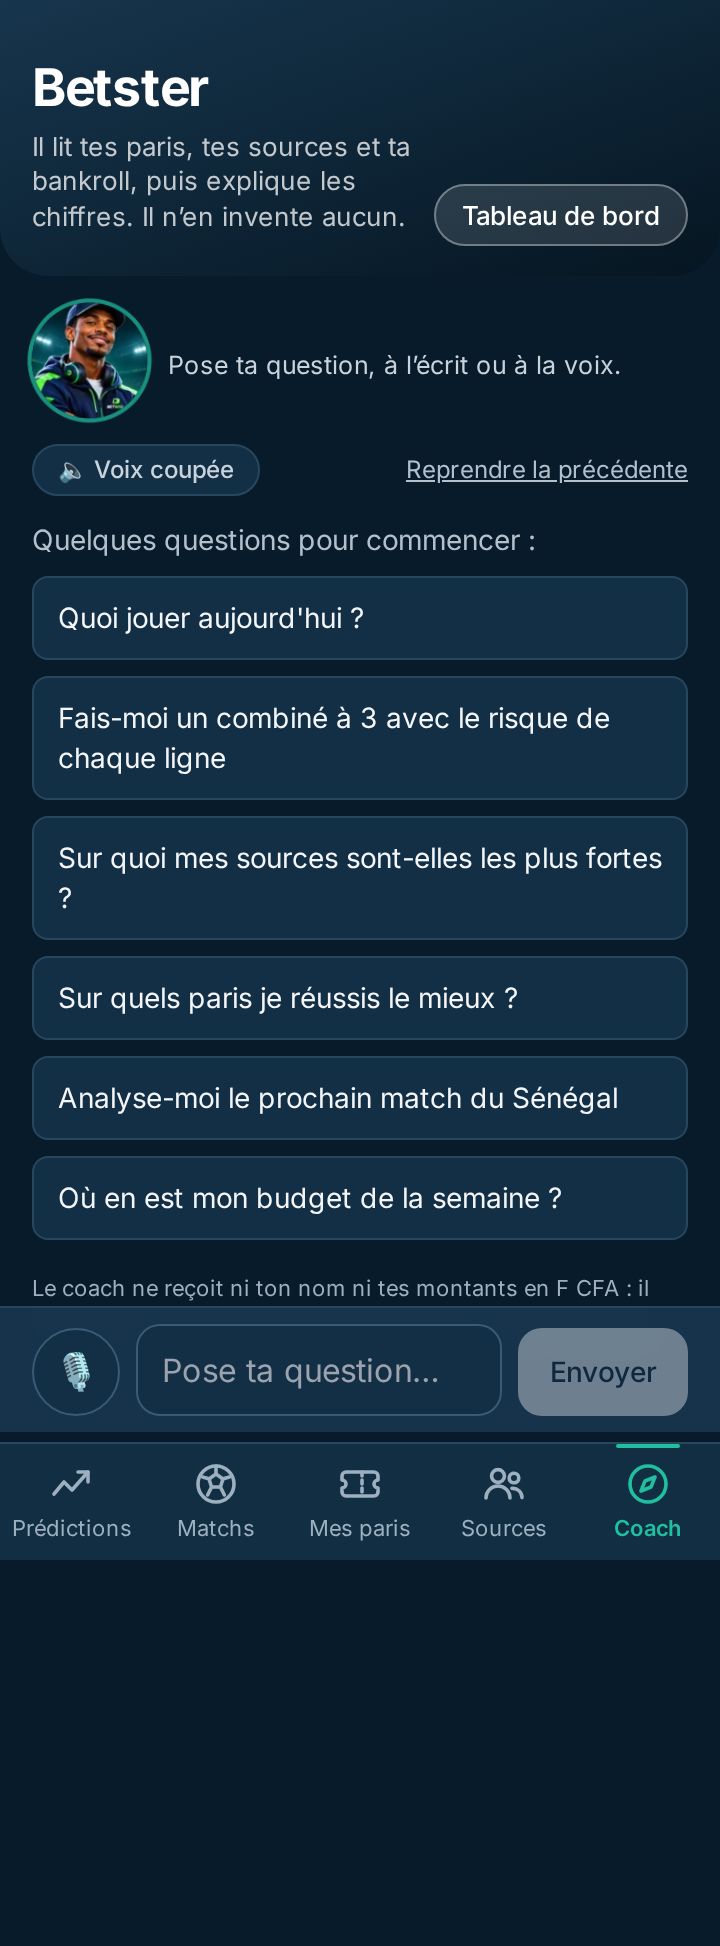 Betster
Il lit tes paris, tes sources et ta
bankroll, puis explique les
chiffres. Il n’en invente aucun.
Tableau de bord
Pose ta question, à l’écrit ou à la voix.
Voix coupée
Reprendre la précédente
Quelques questions pour commencer :
Quoi jouer aujourd'hui ?
Fais-moi un combiné à 3 avec le risque de
chaque ligne
Sur quoi mes sources sont-elles les plus fortes
?
Sur quels paris je réussis le mieux ?
Analyse-moi le prochain match du Sénégal
Où en est mon budget de la semaine ?
Le coach ne reçoit ni ton nom ni tes montants en F CFA : il
Pose ta question...
Envoyer
Prédictions
Matchs
Mes paris
Sources
Coach